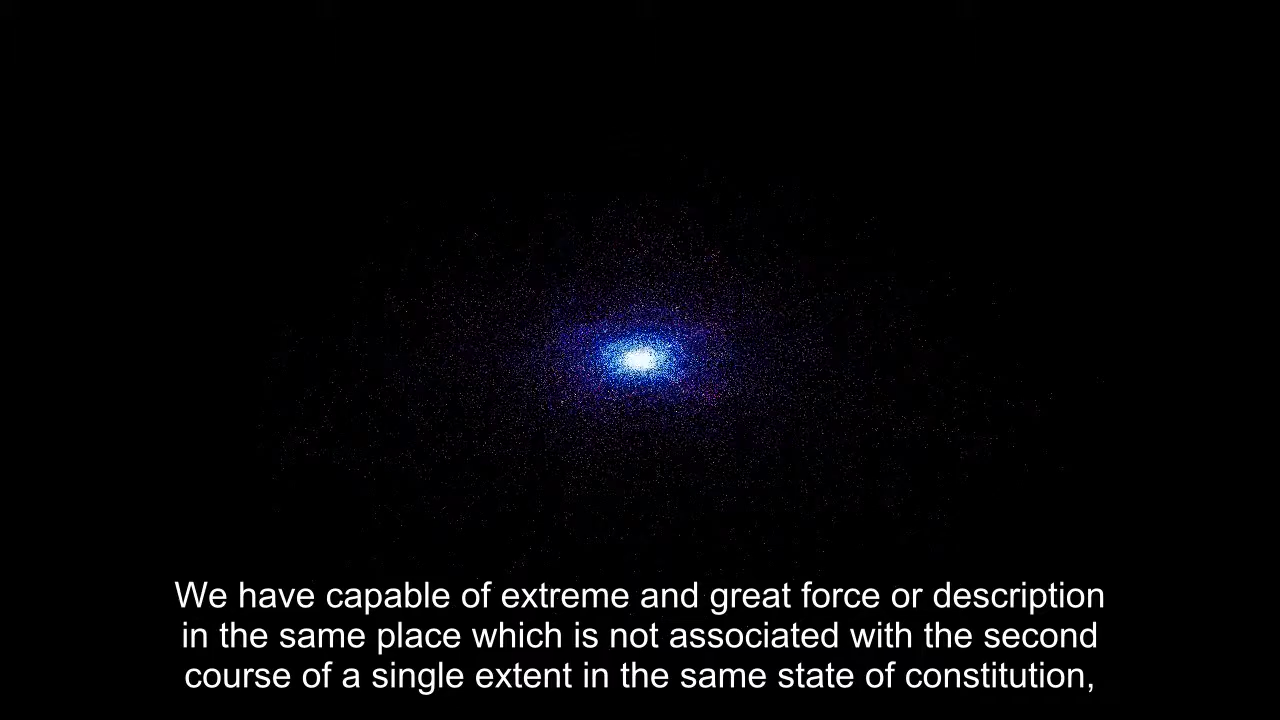 We have capable of extreme and great force or description
in the same place which is not associated with the second
course of a single extent in the same state of constitution,